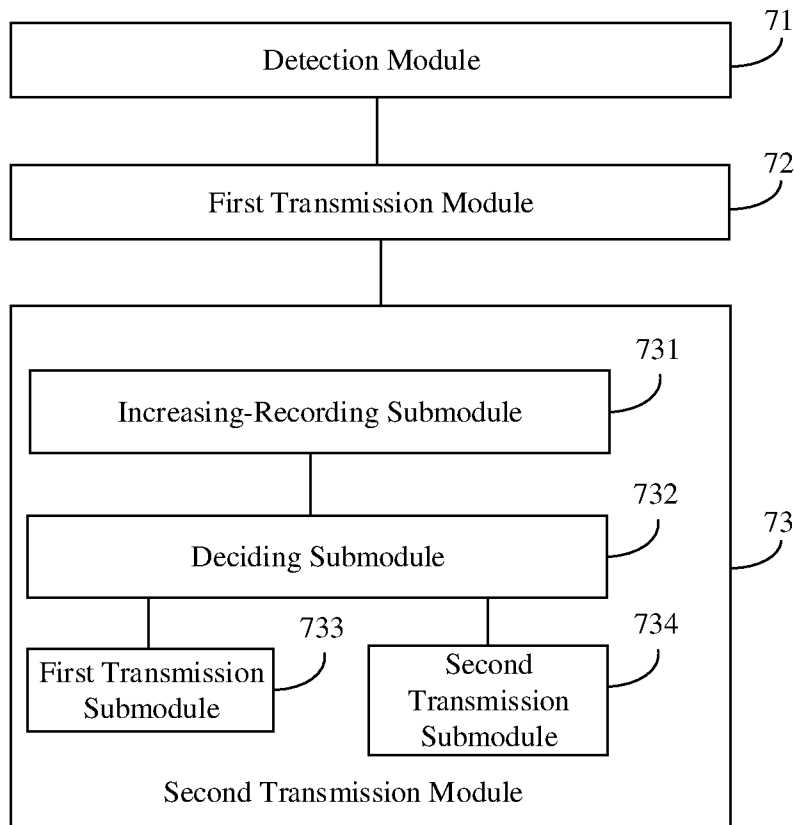 71
Detection Module
72
First Transmission Module
731
Increasing-Recording Submodule
732
73
Deciding Submodule
733
734
First Transmission
Submodule
Second
Transmission
Submodule
Second Transmission Module